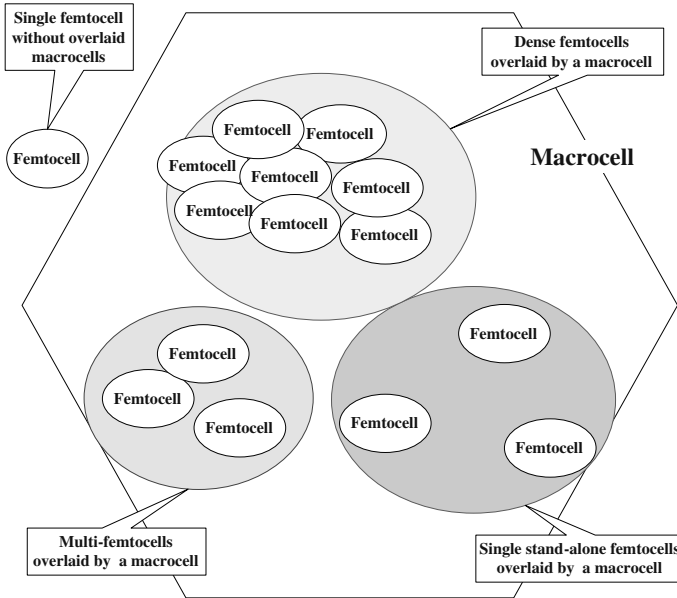 Single femtocell
without overlaid
macrocells
Dense femtocells
overlaid by a macrocell
Femtocell
Macrocell
Femtocell
Femtocell
Femtocell
Femtocell
Femtocell
Femtocell
Femtocell
Femtocell
Femtocell
Femtocell
Femtocell
Femtocell
Femtocell
Femtocell
Multi-femtocells
overlaid by a macrocell
Single stand-alone femtocells
overlaid by a macrocell